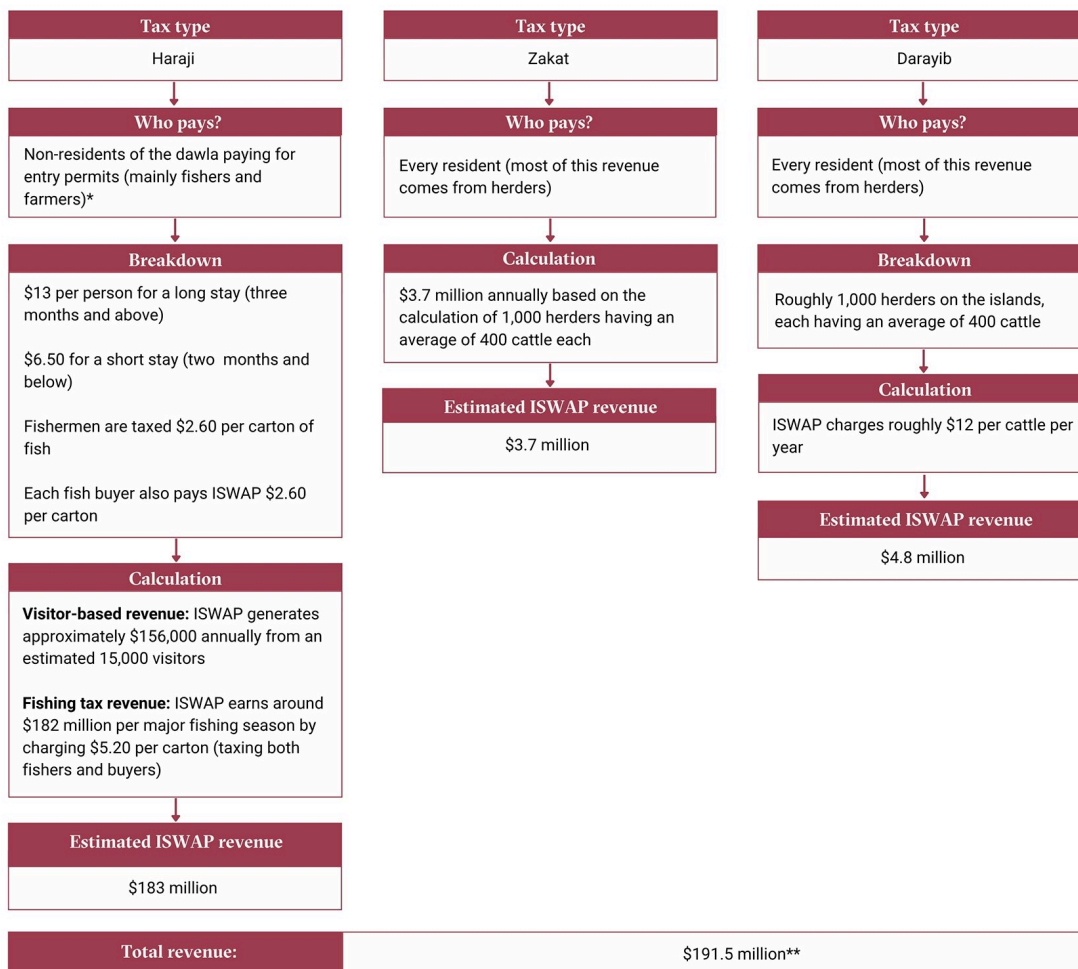 Tax type
Haraji
Who pays?
Non-residents of the dawla paying for
entry permits (mainly fishers and
farmers)*
Breakdown
$13 per person for a long stay (three
months and above)
$6.50 for a short stay (two  months and
below)
Fishermen are taxed $2.60 per carton of
fish
Each fish buyer also pays ISWAP $2.60
per carton
Calculation
Visitor-based revenue: ISWAP generates
approximately $156,000 annually from an
estimated 15,000 visitors
Fishing tax revenue: ISWAP earns around
$182 million per major fishing season by
charging $5.20 per carton (taxing both
fishers and buyers)
Estimated ISWAP revenue
$183 million
Tax type
Zakat
Who pays?
Every resident (most of this revenue
comes from herders)
Calculation
$3.7 million annually based on the
calculation of 1,000 herders having an
average of 400 cattle each
Estimated ISWAP revenue
$3.7 million
Tax type
Darayib
Who pays?
Every resident (most of this revenue
comes from herders)
Breakdown
Roughly 1,000 herders on the islands,
each having an average of 400 cattle
Calculation
ISWAP charges roughly $12 per cattle per
year
Estimated ISWAP revenue
$4.8 million
Total revenue:
$191.5 million**